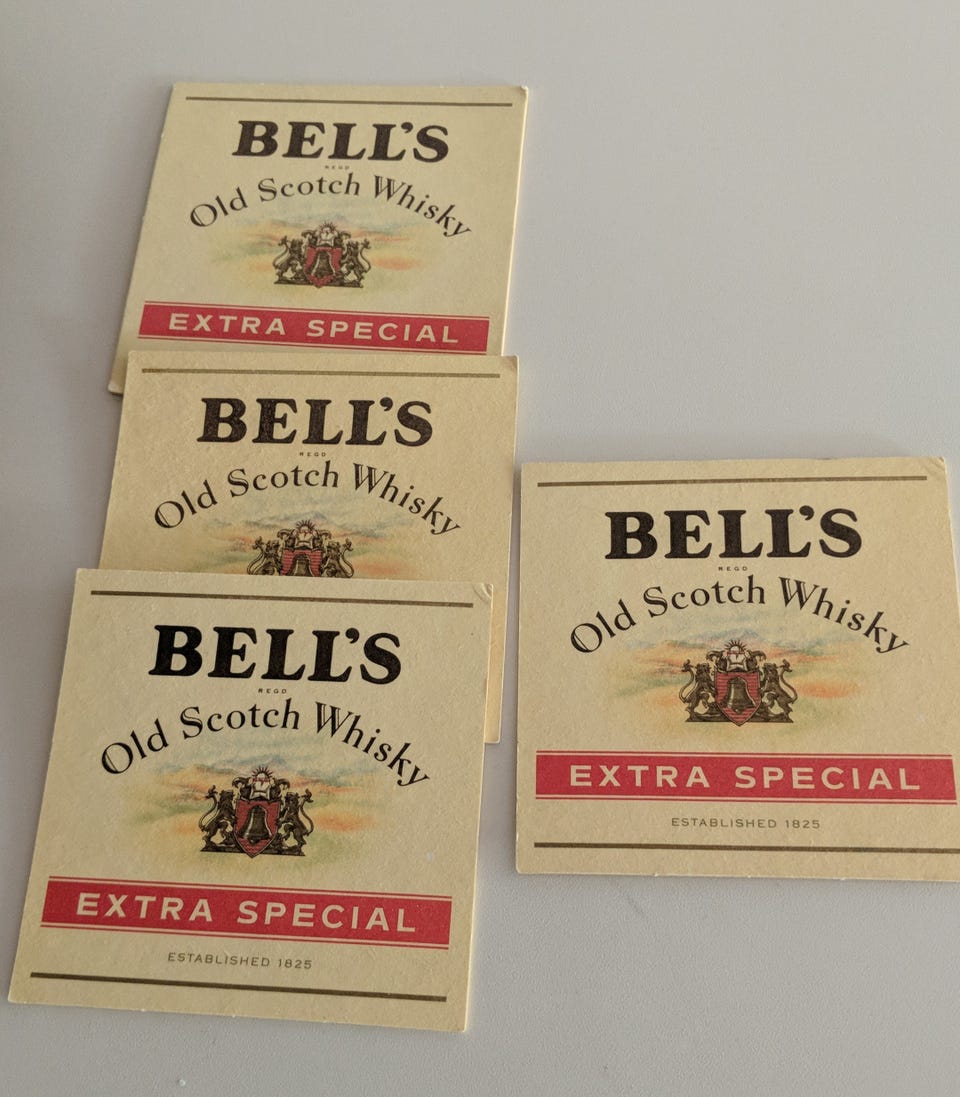 BELL'S
REGD
Old Scotch Whisky
EXTRA SPECIAL
BELL'S
REGD
Old Scotch Whisky
BELL'S
REGD
Old Scotch Whisky
EXTRA SPECIAL
ESTABLISHED 1825
BELL'S
REGD
Old Scotch Whisky
EXTRA SPECIAL
ESTABLISHED 1825